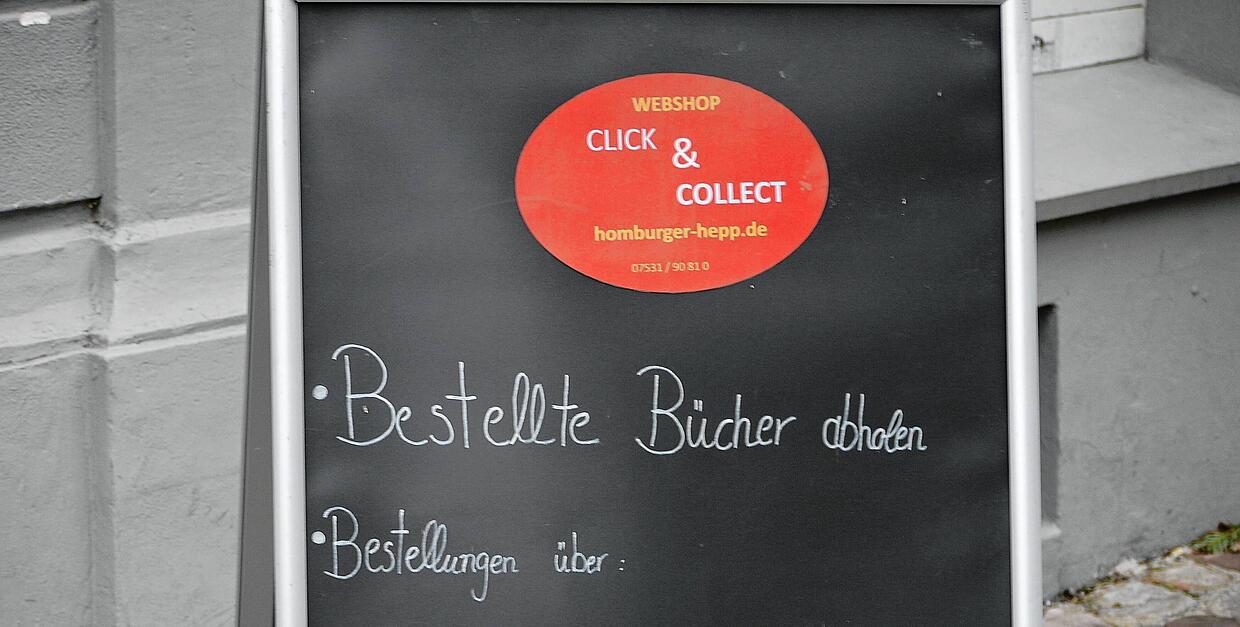 WEBSHOP
CLICK &
COLLECT
homburger-hepp.de
07531 / 90 81 0
• Bestellte Bücher abholen
• Bestellungen über: